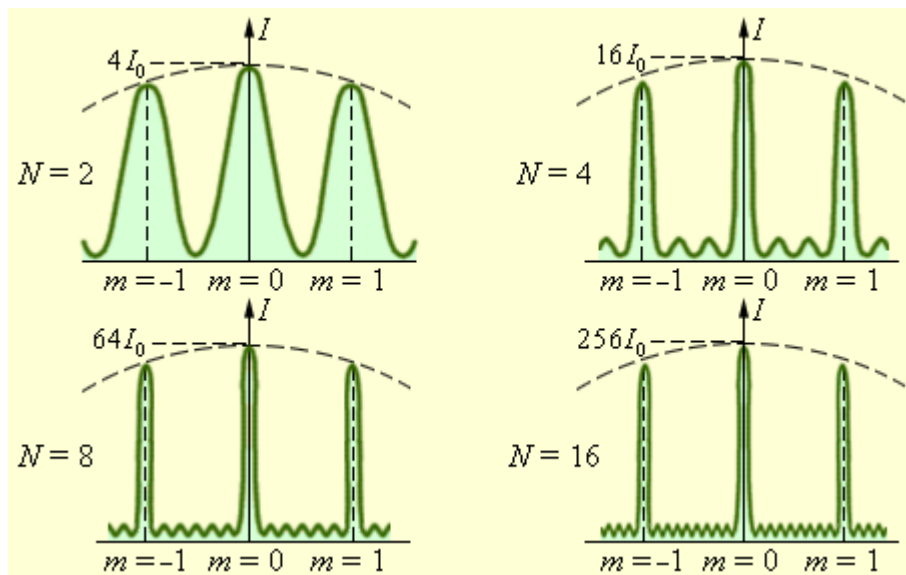 I
4I₀
N = 2
m = -1 m = 0 m = 1
I
16I₀
N = 4
m = -1 m = 0 m = 1
I
64I₀
N = 8
m = -1 m = 0 m = 1
I
256I₀
N = 16
m = -1 m = 0 m = 1